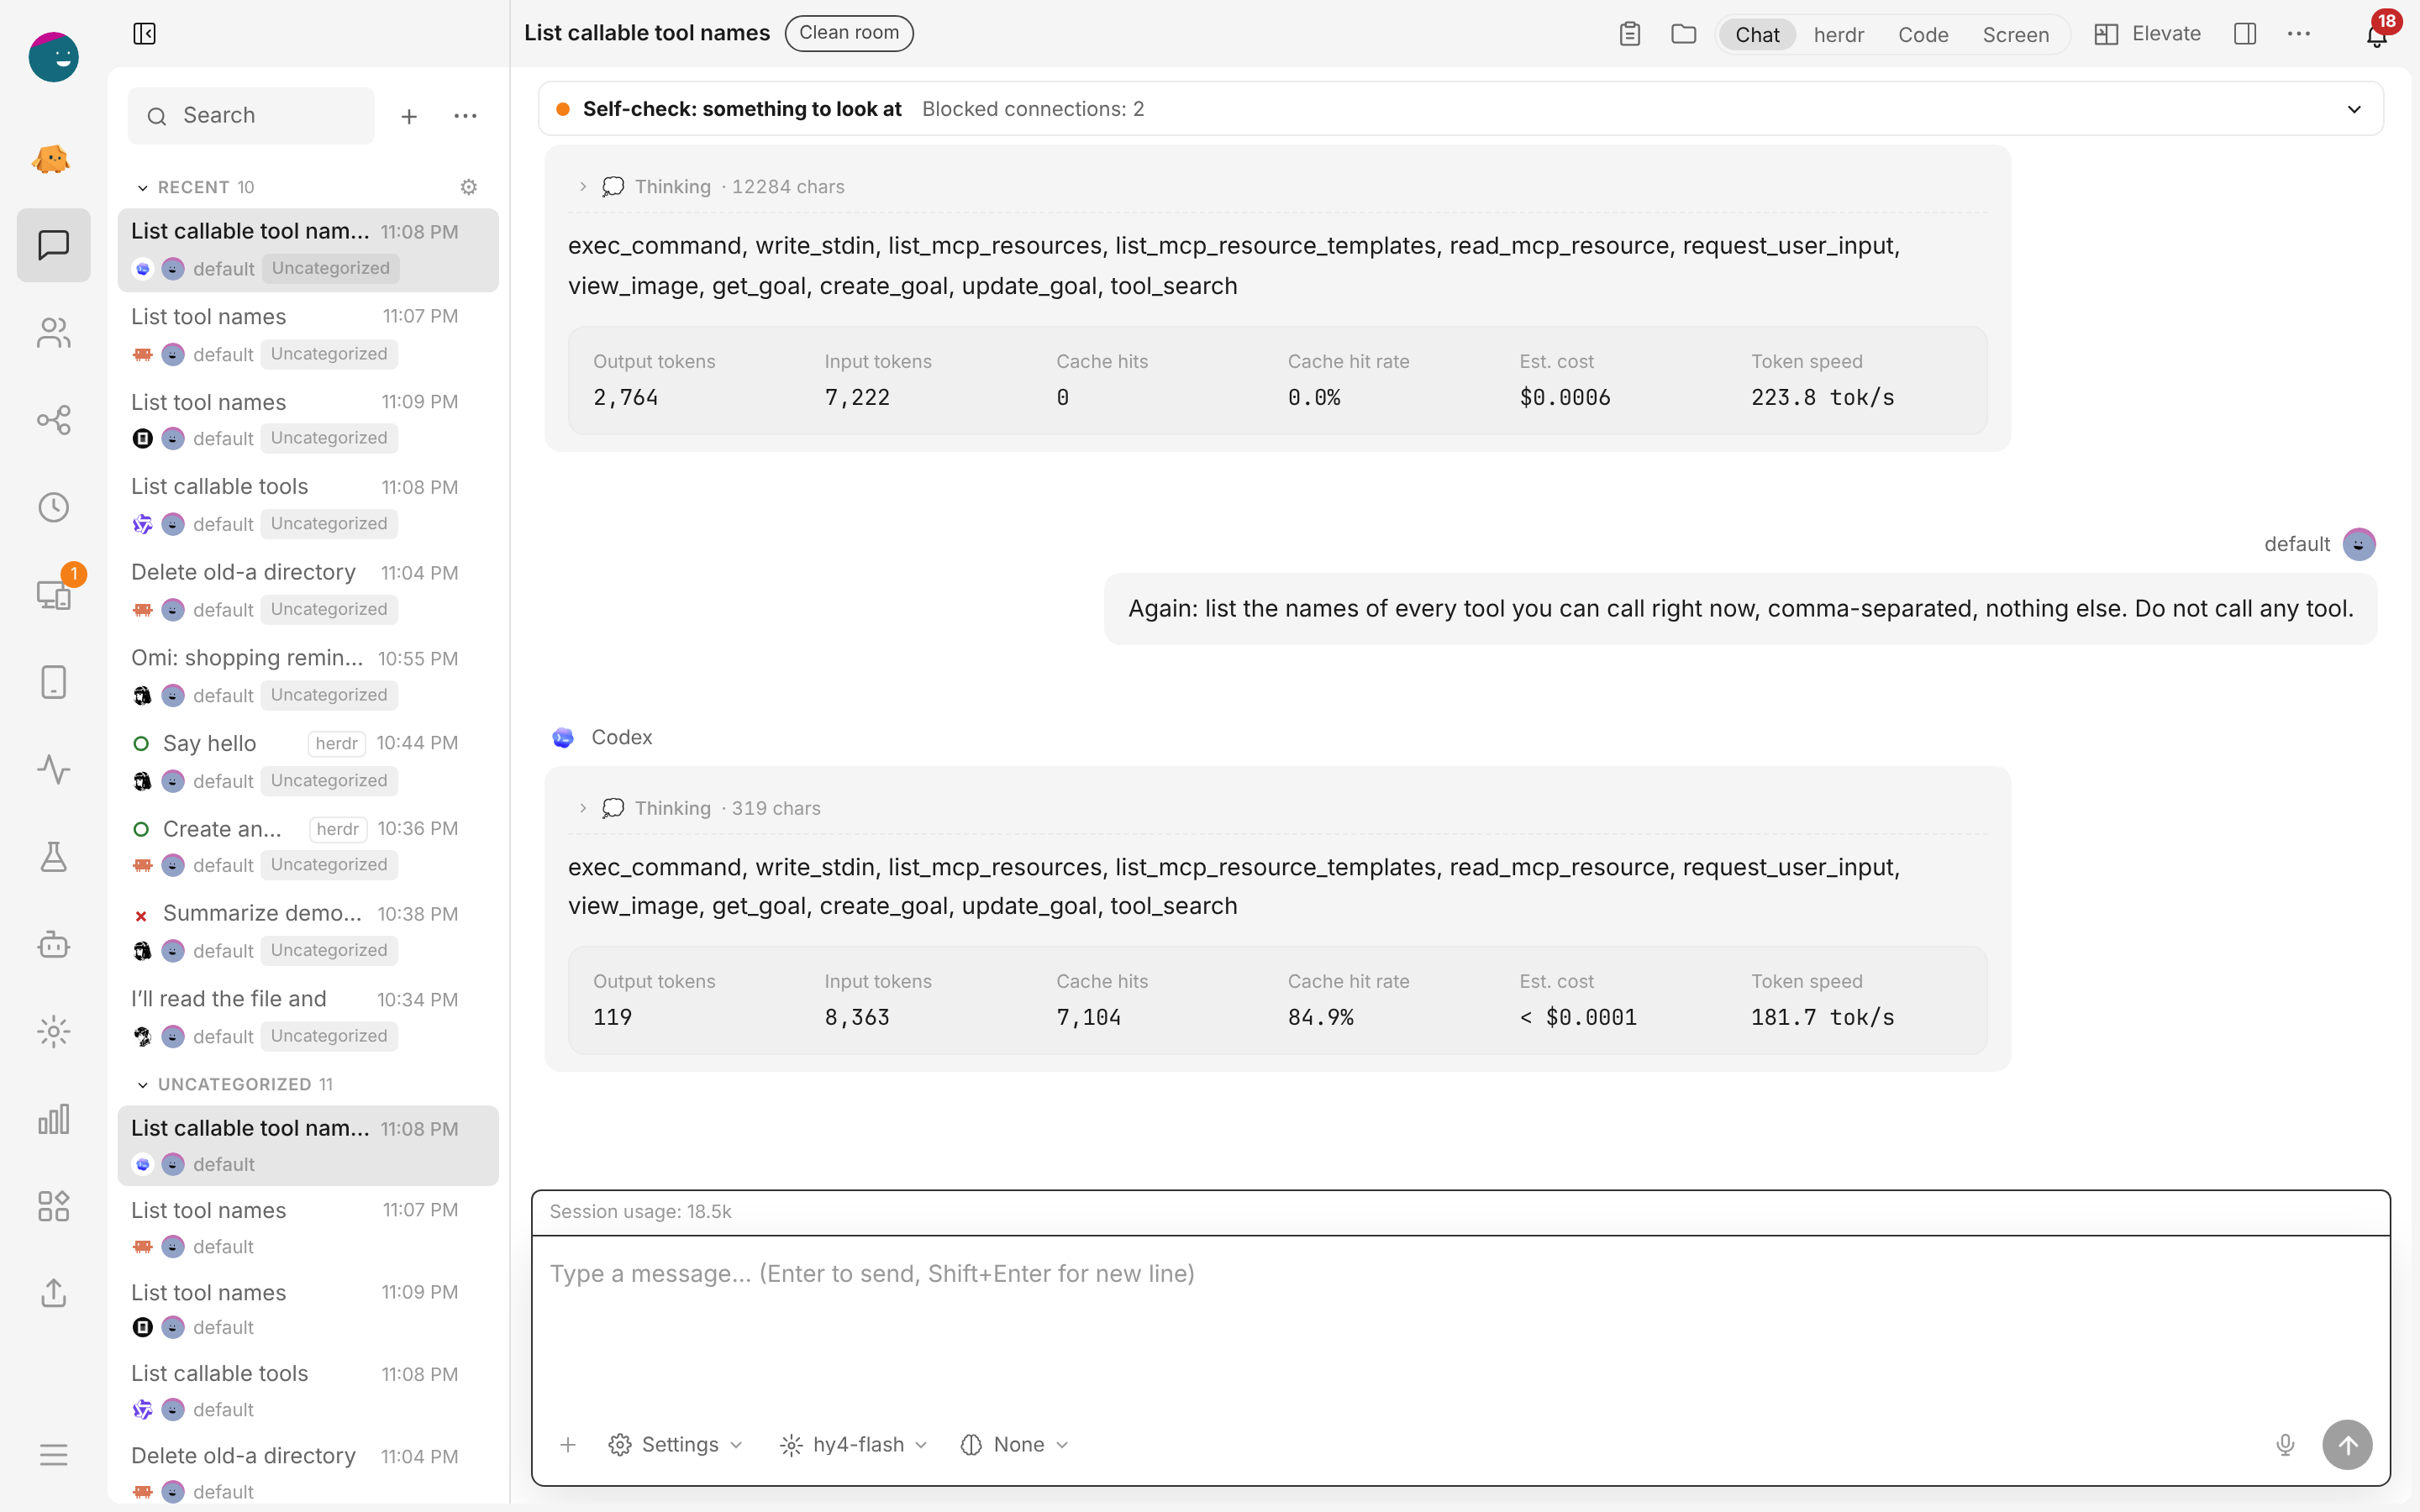 List callable tool names
Clean room
Chat
herdr
Code
Screen
Elevate
18
Search
RECENT 10
List callable tool nam... 11:08 PM
default Uncategorized
List tool names 11:07 PM
default Uncategorized
List tool names 11:09 PM
default Uncategorized
List callable tools 11:08 PM
default Uncategorized
1
Delete old-a directory 11:04 PM
default Uncategorized
Omi: shopping remin... 10:55 PM
default Uncategorized
Say hello herdr 10:44 PM
default Uncategorized
Create an... herdr 10:36 PM
default Uncategorized
Summarize demo... 10:38 PM
default Uncategorized
I'll read the file and 10:34 PM
default Uncategorized
UNCATEGORIZED 11
List callable tool nam... 11:08 PM
default
List tool names 11:07 PM
default
List tool names 11:09 PM
default
List callable tools 11:08 PM
default
Delete old-a directory 11:04 PM
default
Self-check: something to look at Blocked connections: 2
Thinking · 12284 chars
exec_command, write_stdin, list_mcp_resources, list_mcp_resource_templates, read_mcp_resource, request_user_input,
view_image, get_goal, create_goal, update_goal, tool_search
Output tokens Input tokens Cache hits Cache hit rate Est. cost Token speed
2,764 7,222 0 0.0% $0.0006 223.8 tok/s
default
Again: list the names of every tool you can call right now, comma-separated, nothing else. Do not call any tool.
Codex
Thinking · 319 chars
exec_command, write_stdin, list_mcp_resources, list_mcp_resource_templates, read_mcp_resource, request_user_input,
view_image, get_goal, create_goal, update_goal, tool_search
Output tokens Input tokens Cache hits Cache hit rate Est. cost Token speed
119 8,363 7,104 84.9% < $0.0001 181.7 tok/s
Session usage: 18.5k
Type a message... (Enter to send, Shift+Enter for new line)
Settings hy4-flash None